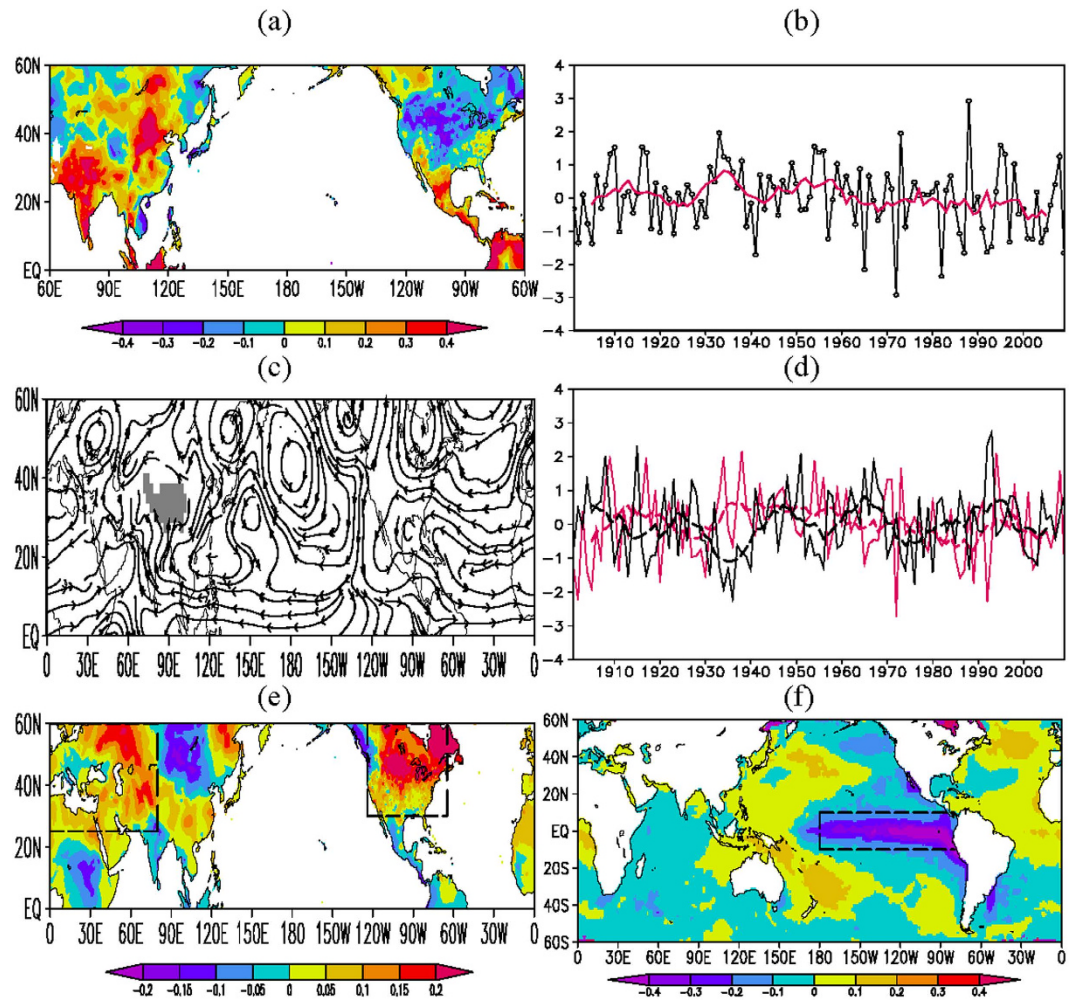 (a)
60N
40N
20N
EQ
60E 90E 120E 150E 180 150W 120W 90W 60W
-0.4 -0.3 -0.2 -0.1 0 0.1 0.2 0.3 0.4
(b)
4
3
2
1
0
-1
-2
-3
-4
1910 1920 1930 1940 1950 1960 1970 1980 1990 2000
(c)
60N
40N
20N
EQ
0 30E 60E 90E 120E 150E 180 150W 120W 90W 60W 30W 0
(d)
4
3
2
1
0
-1
-2
-3
-4
1910 1920 1930 1940 1950 1960 1970 1980 1990 2000
(e)
60N
40N
20N
EQ
0 30E 60E 90E 120E 150E 180 150W 120W 90W 60W 30W 0
-0.2 -0.15 -0.1 -0.05 0 0.05 0.1 0.15 0.2
(f)
60N
40N
20N
EQ
20S
40S
60S
0 30E 60E 90E 120E 150E 180 150W 120W 90W 60W 30W 0
-0.4 -0.3 -0.2 -0.1 0 0.1 0.2 0.3 0.4